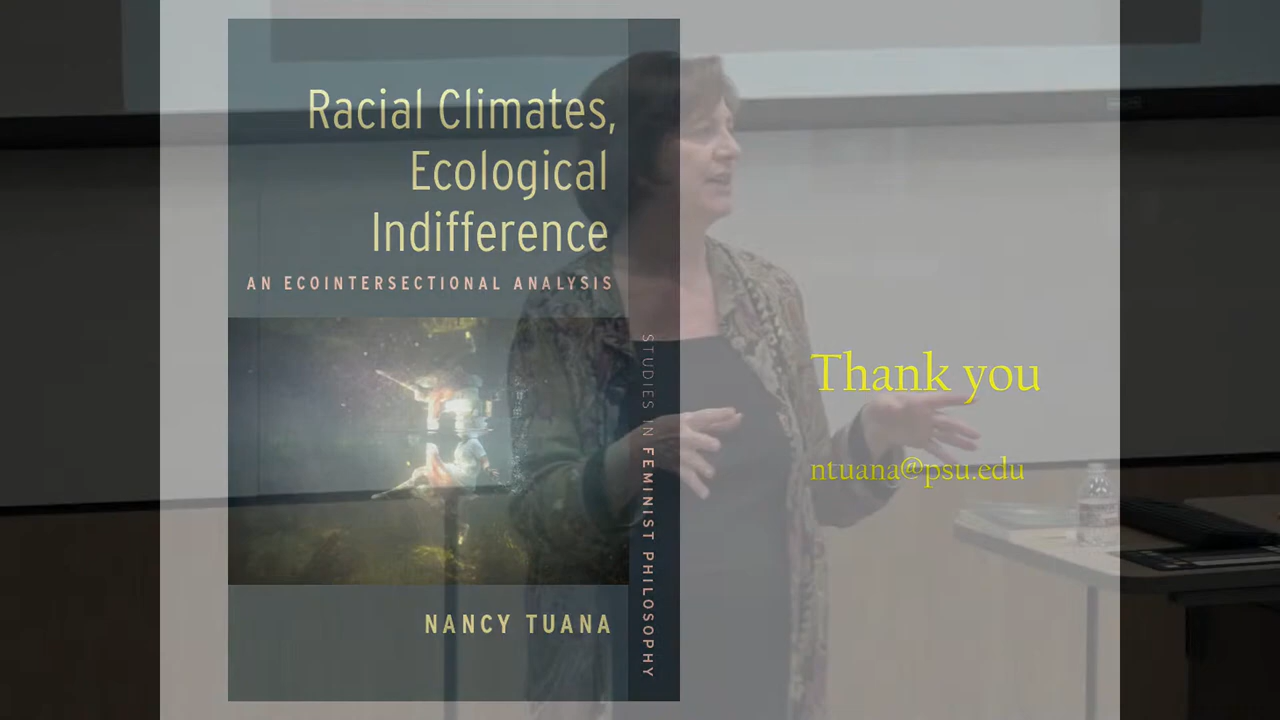 Racial Climates,
Ecological
Indifference
AN ECOINTERSECTIONAL ANALYSIS
STUDIES IN FEMINIST PHILOSOPHY
NANCY TUANA
Thank you
ntuana@psu.edu